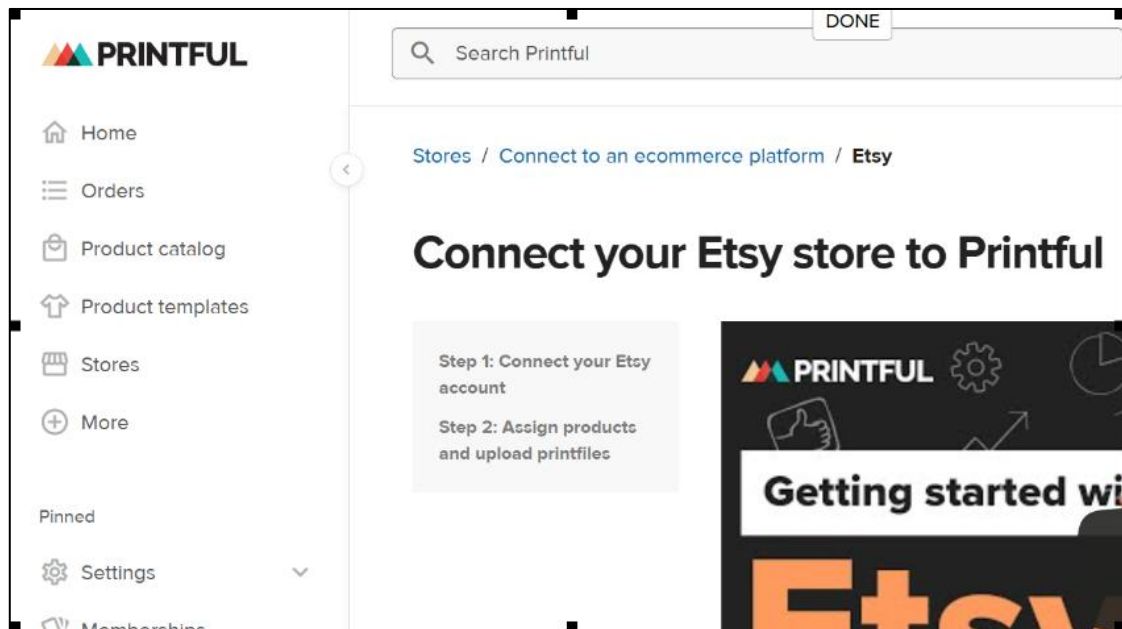 PRINTFUL
DONE
Search Printful
Home
Orders
Product catalog
Product templates
Stores
More
Pinned
Settings
Memberships
Stores / Connect to an ecommerce platform / Etsy
Connect your Etsy store to Printful
Step 1: Connect your Etsy
account
Step 2: Assign products
and upload printfiles
PRINTFUL
Getting started wi
Etsy